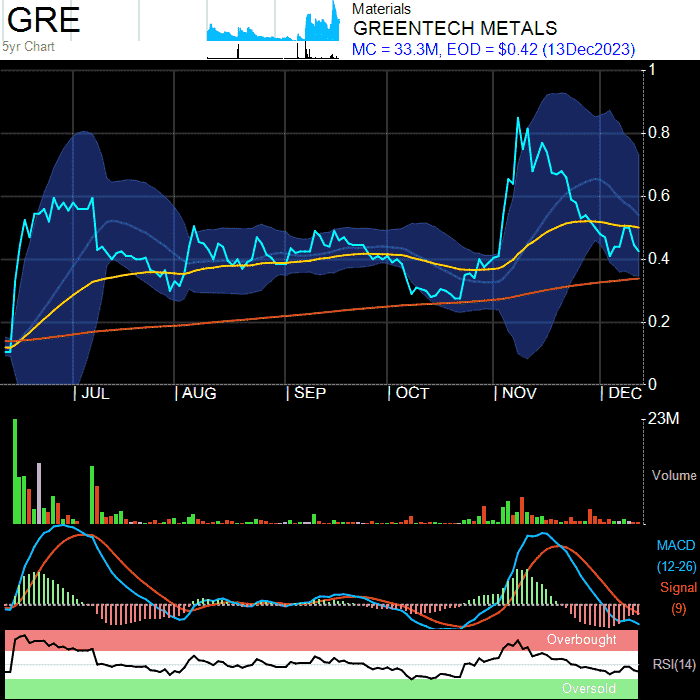 GRE
5yr Chart
Materials
GREENTECH METALS
MC = 33.3M, EOD = $0.42 (13Dec2023)
1
0.8
0.6
0.4
0.2
0
JUL AUG SEP OCT NOV DEC
23M
Volume
MACD
(12-26)
Signal
(9)
Overbought
RSI(14)
Oversold